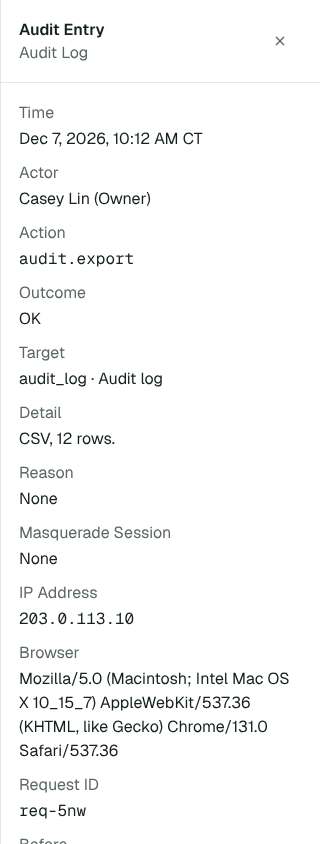 Audit Entry
Audit Log
×
Time
Dec 7, 2026, 10:12 AM CT
Actor
Casey Lin (Owner)
Action
audit.export
Outcome
OK
Target
audit_log · Audit log
Detail
CSV, 12 rows.
Reason
None
Masquerade Session
None
IP Address
203.0.113.10
Browser
Mozilla/5.0 (Macintosh; Intel Mac OS
X 10_15_7) AppleWebKit/537.36
(KHTML, like Gecko) Chrome/131.0
Safari/537.36
Request ID
req-5nw
Before